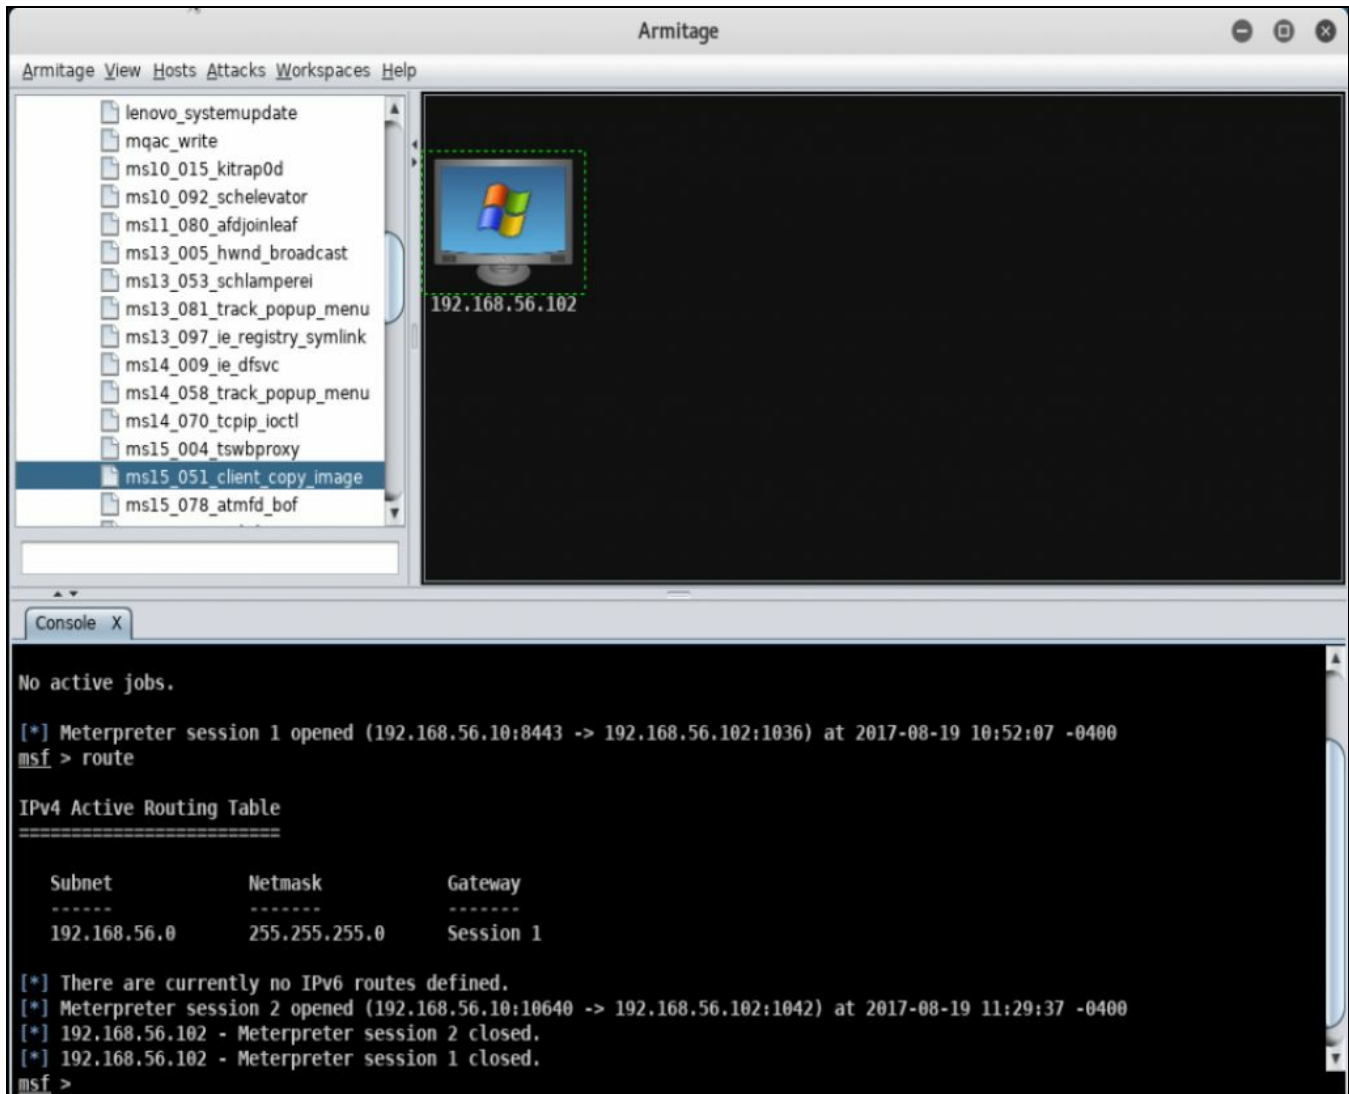 Armitage
Armitage View Hosts Attacks Workspaces Help
lenovo_systemupdate
mqac_write
ms10_015_kitrap0d
ms10_092_schelevator
ms11_080_afdjoinleaf
ms13_005_hwnd_broadcast
ms13_053_schlamperei
ms13_081_track_popup_menu
ms13_097_ie_registry_symlink
ms14_009_ie_dfsvc
ms14_058_track_popup_menu
ms14_070_tcpip_ioctl
ms15_004_tswbproxy
ms15_051_client_copy_image
ms15_078_atmfd_bof
192.168.56.102
Console X
No active jobs.
[*] Meterpreter session 1 opened (192.168.56.10:8443 -> 192.168.56.102:1036) at 2017-08-19 10:52:07 -0400
msf > route
IPv4 Active Routing Table
=========================
Subnet Netmask Gateway
------ ------- -------
192.168.56.0 255.255.255.0 Session 1
[*] There are currently no IPv6 routes defined.
[*] Meterpreter session 2 opened (192.168.56.10:10640 -> 192.168.56.102:1042) at 2017-08-19 11:29:37 -0400
[*] 192.168.56.102 - Meterpreter session 2 closed.
[*] 192.168.56.102 - Meterpreter session 1 closed.
msf >